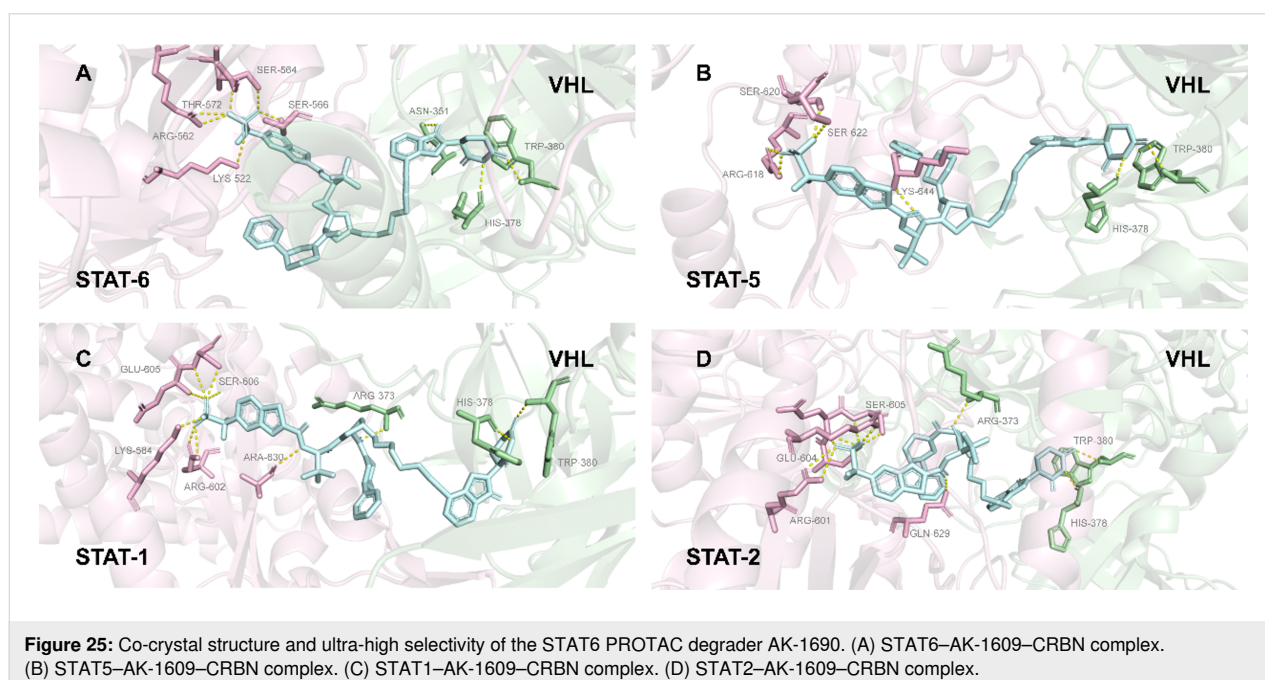 A
SER-564
VHL
THR-572
SER-566
ASN-351
ARG-562
TRP-380
LYS-522
HIS-378
STAT-6
B
VHL
SER-620
SER 622
TRP-380
ARG-618
LYS-644
HIS-378
STAT-5
C
VHL
GLU-605
SER-606
ARG 373
HIS-378
LYS-584
ARA-630
TRP-380
ARG-602
STAT-1
D
VHL
SER-605
ARG-373
TRP-380
GLU-604
ARG-601
HIS-378
GLN-629
STAT-2
Figure 25: Co-crystal structure and ultra-high selectivity of the STAT6 PROTAC degrader AK-1690. (A) STAT6–AK-1609–CRBN complex.
(B) STAT5–AK-1609–CRBN complex. (C) STAT1–AK-1609–CRBN complex. (D) STAT2–AK-1609–CRBN complex.